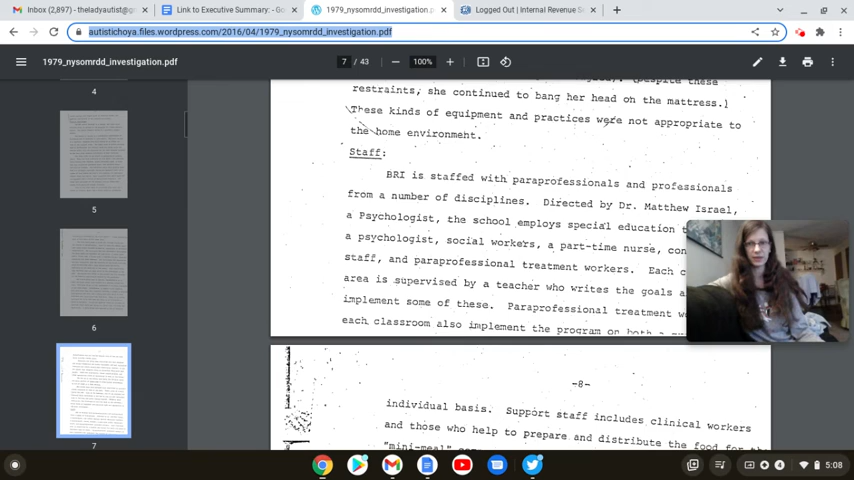 Inbox (2,897) - theladyautist@g
Link to Executive Summary: - Go
1979_nysomrdd_investigation.p
Logged Out | Internal Revenue S
autistichoya.files.wordpress.com/2016/04/1979_nysomrdd_investigation.pdf
1979_nysomrdd_investigation.pdf
7 / 43
100%
4
5
6
7
(Despite these
restraints, she continued to bang her head on the mattress.)
These kinds of equipment and practices were not appropriate to
the home environment.
Staff:
BRI is staffed with paraprofessionals and professionals
from a number of disciplines. Directed by Dr. Matthew Israel,
a Psychologist, the school employs special education t
a psychologist, social workers, a part-time nurse, con
staff, and paraprofessional treatment workers. Each c
area is supervised by a teacher who writes the goals a
implement some of these. Paraprofessional treatment w
each classroom also implement the program on both a
-8-
individual basis. Support staff includes clinical workers
and those who help to prepare and distribute the food for the
"mini-meal"
5:08